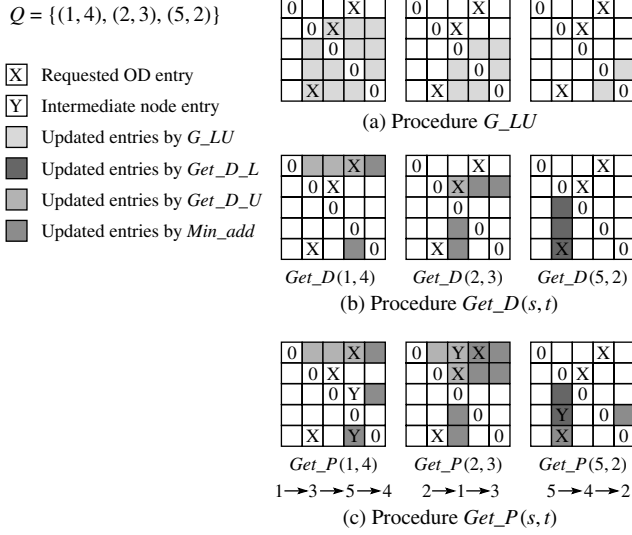 Q = {(1, 4), (2, 3), (5, 2)}
X Requested OD entry
Y Intermediate node entry
Updated entries by G_LU
Updated entries by Get_D_L
Updated entries by Get_D_U
Updated entries by Min_add
0 X 0 X 0 X
0 X 0 X 0 X
0 0 0
0 0 0
X 0 X 0 X 0
(a) Procedure G_LU
0 X 0 X 0 X
0 X 0 X 0 X
0 0 0
0 0 0
X 0 X 0 X 0
Get_D(1, 4) Get_D(2, 3) Get_D(5, 2)
(b) Procedure Get_D(s, t)
0 X 0 Y X 0 X
0 X 0 X 0 X
0 Y 0 0
0 0 Y 0
X Y 0 X 0 X 0
Get_P(1, 4) Get_P(2, 3) Get_P(5, 2)
1→3→5→4 2→1→3 5→4→2
(c) Procedure Get_P(s, t)